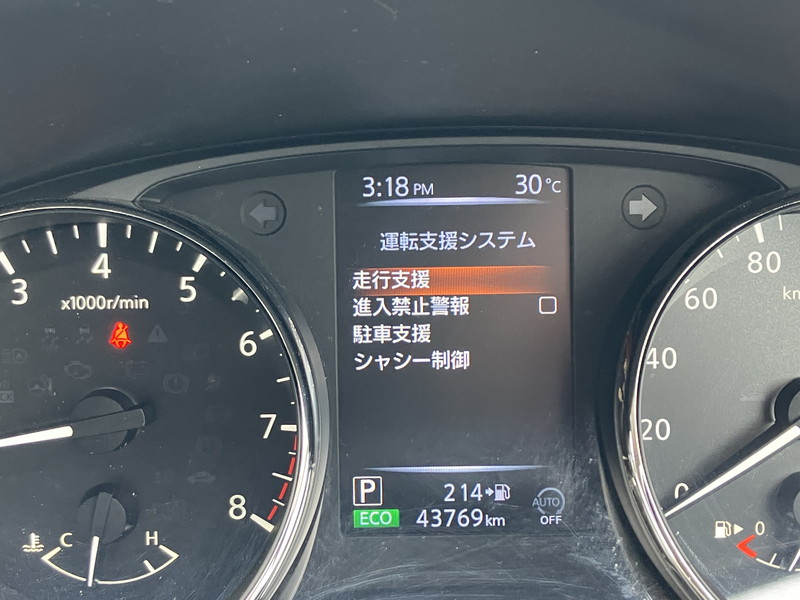 3:18 PM 30°C
運転支援システム
走行支援
進入禁止警報
駐車支援
シャシー制御
P 214
AUTO
OFF
ECO 43769km
3 4 5 6 7 8
x1000r/min
C H
80
60
40
20
0
km
0